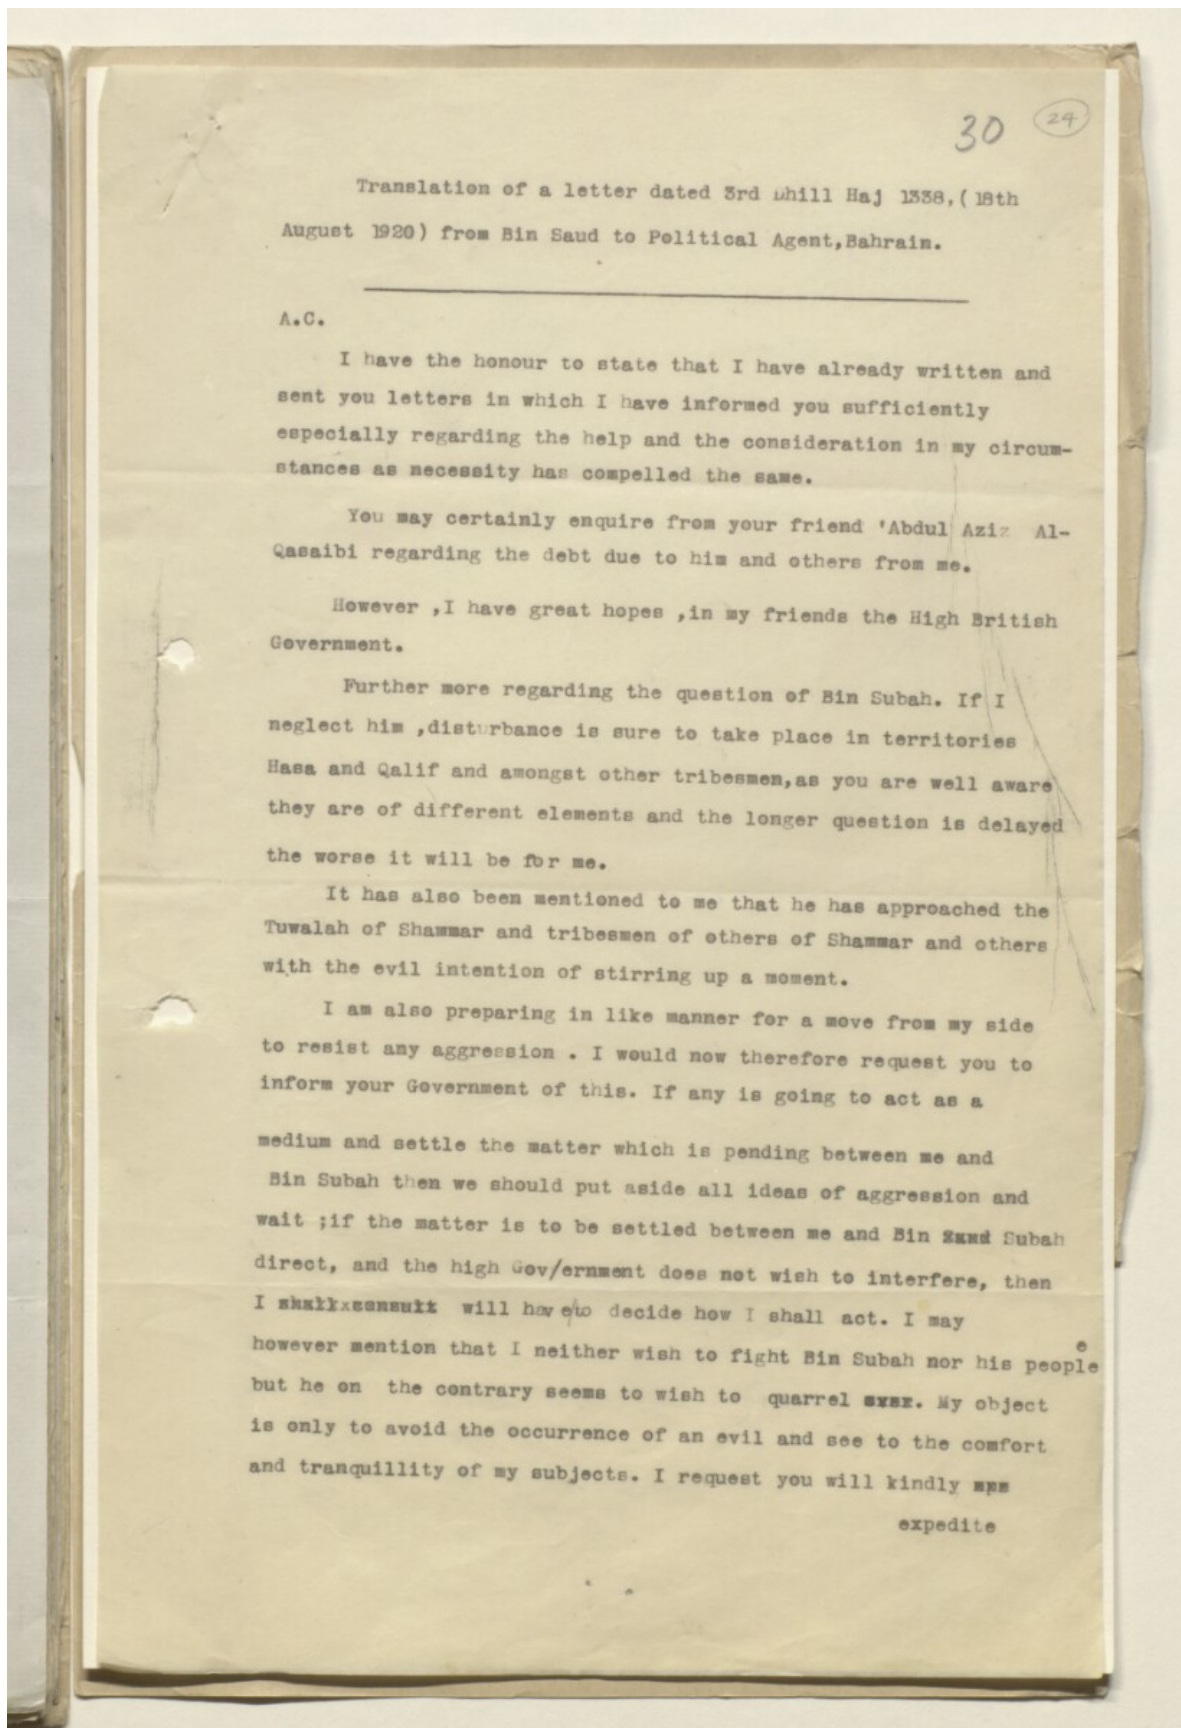 30
24
Translation of a letter dated 3rd Dhill Haj 1338,(18th
August 1920) from Bin Saud to Political Agent,Bahrain.
A.C.
I have the honour to state that I have already written and
sent you letters in which I have informed you sufficiently
especially regarding the help and the consideration in my circum-
stances as necessity has compelled the same.
You may certainly enquire from your friend 'Abdul Aziz Al-
Qasaibi regarding the debt due to him and others from me.
However ,I have great hopes ,in my friends the High British
Government.
Further more regarding the question of Bin Subah. If I
neglect him ,disturbance is sure to take place in territories
Hasa and Qalif and amongst other tribesmen,as you are well aware
they are of different elements and the longer question is delayed
the worse it will be for me.
It has also been mentioned to me that he has approached the
Tuwalah of Shammar and tribesmen of others of Shammar and others
with the evil intention of stirring up a moment.
I am also preparing in like manner for a move from my side
to resist any aggression . I would now therefore request you to
inform your Government of this. If any is going to act as a
medium and settle the matter which is pending between me and
Bin Subah then we should put aside all ideas of aggression and
wait ;if the matter is to be settled between me and Bin Subah
direct, and the high Gov/ernment does not wish to interfere, then
I shall consult will have to decide how I shall act. I may
however mention that I neither wish to fight Bin Subah nor his people
but he on the contrary seems to wish to quarrel. My object
is only to avoid the occurrence of an evil and see to the comfort
and tranquillity of my subjects. I request you will kindly
expedite